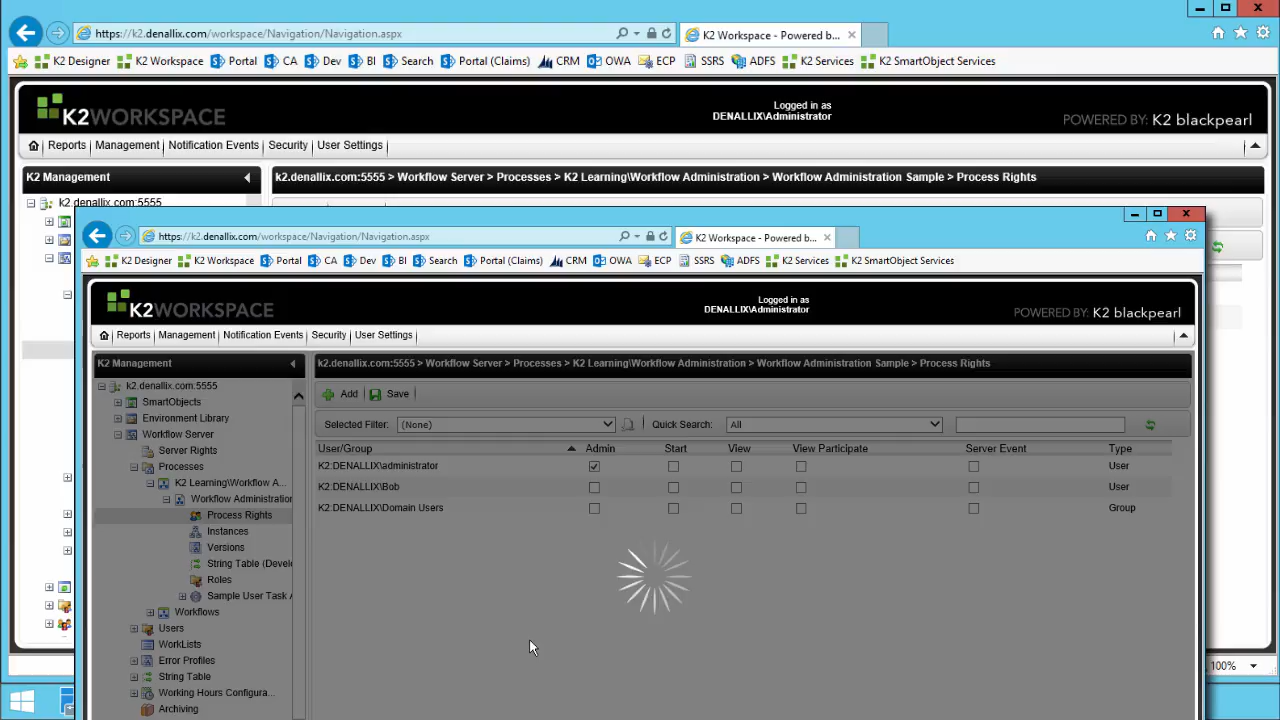 https://k2.denallix.com/workspace/Navigation/Navigation.aspx
K2 Workspace - Powered b...
K2 Designer K2 Workspace Portal CA Dev BI Search Portal (Claims) CRM OWA ECP SSRS ADFS K2 Services K2 SmartObject Services
K2WORKSPACE
Logged in as
DENALLIX\Administrator
POWERED BY: K2 blackpearl
Reports Management Notification Events Security User Settings
K2 Management
k2.denallix.com:5555 > Workflow Server > Processes > K2 Learning\Workflow Administration > Workflow Administration Sample > Process Rights
k2.denallix.com:5555
https://k2.denallix.com/workspace/Navigation/Navigation.aspx
K2 Workspace - Powered b...
K2 Designer K2 Workspace Portal CA Dev BI Search Portal (Claims) CRM OWA ECP SSRS ADFS K2 Services K2 SmartObject Services
K2WORKSPACE
Logged in as
DENALLIX\Administrator
POWERED BY: K2 blackpearl
Reports Management Notification Events Security User Settings
K2 Management
k2.denallix.com:5555
SmartObjects
Environment Library
Workflow Server
Server Rights
Processes
K2 Learning\Workflow A...
Workflow Administration
Process Rights
Instances
Versions
String Table (Devel
Roles
Sample User Task A
Workflows
Users
WorkLists
Error Profiles
String Table
Working Hours Configura...
Archiving
k2.denallix.com:5555 > Workflow Server > Processes > K2 Learning\Workflow Administration > Workflow Administration Sample > Process Rights
Add Save
Selected Filter: (None) Quick Search: All
User/Group Admin Start View View Participate Server Event Type
K2:DENALLIX\administrator User
K2:DENALLIX\Bob User
K2:DENALLIX\Domain Users Group
100%